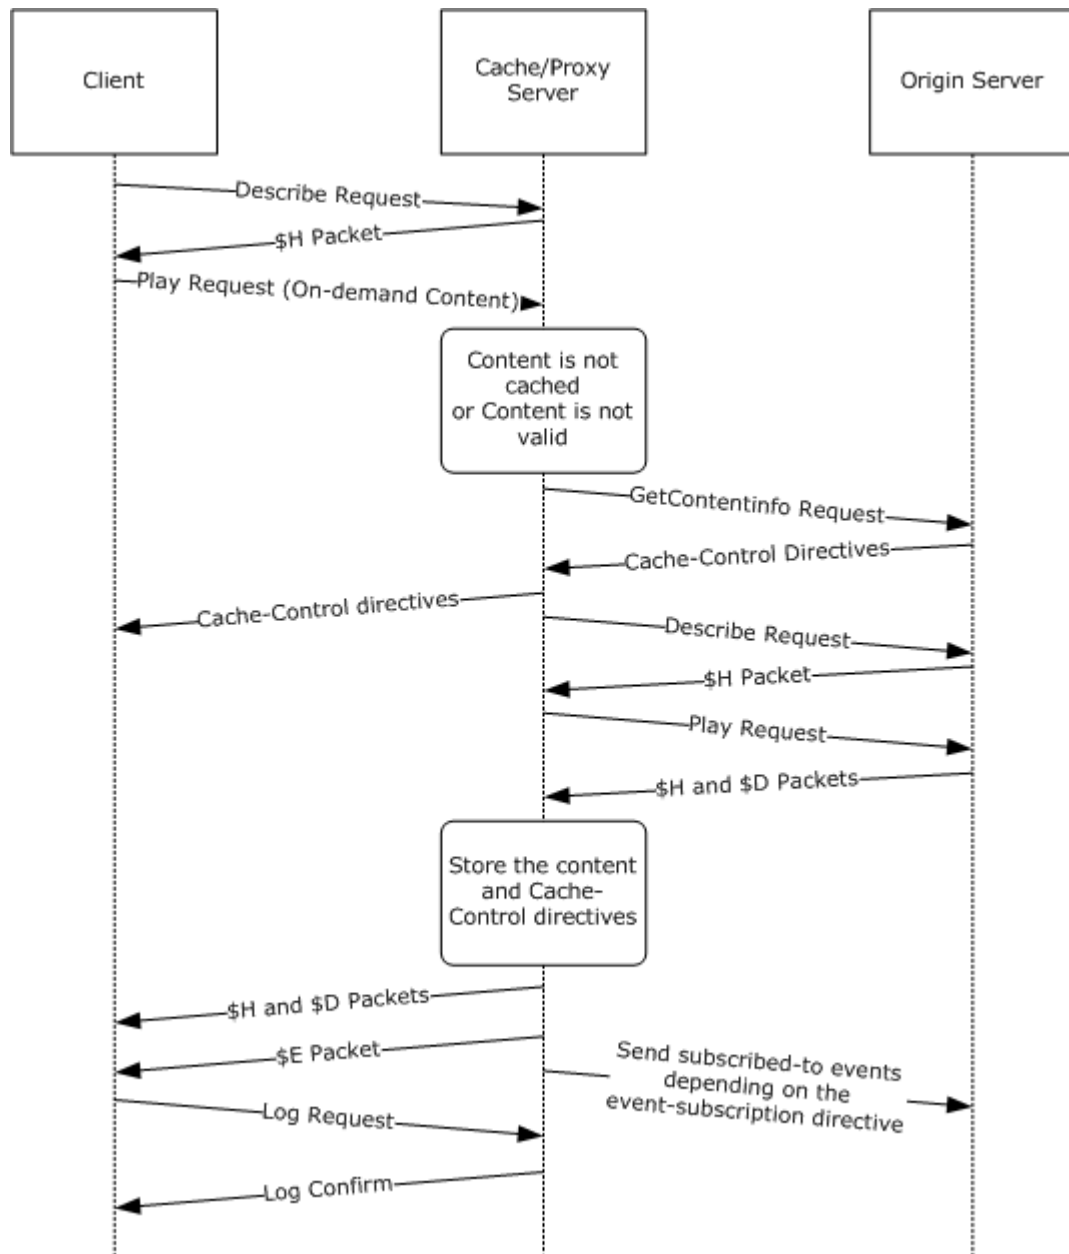 Client
Cache/Proxy
Server
Origin Server
Describe Request
$H Packet
Play Request (On-demand Content)
Content is not
cached
or Content is not
valid
GetContentinfo Request
Cache-Control Directives
Cache-Control directives
Describe Request
$H Packet
Play Request
$H and $D Packets
Store the content
and Cache-
Control directives
$H and $D Packets
$E Packet
Send subscribed-to events
depending on the
event-subscription directive
Log Request
Log Confirm